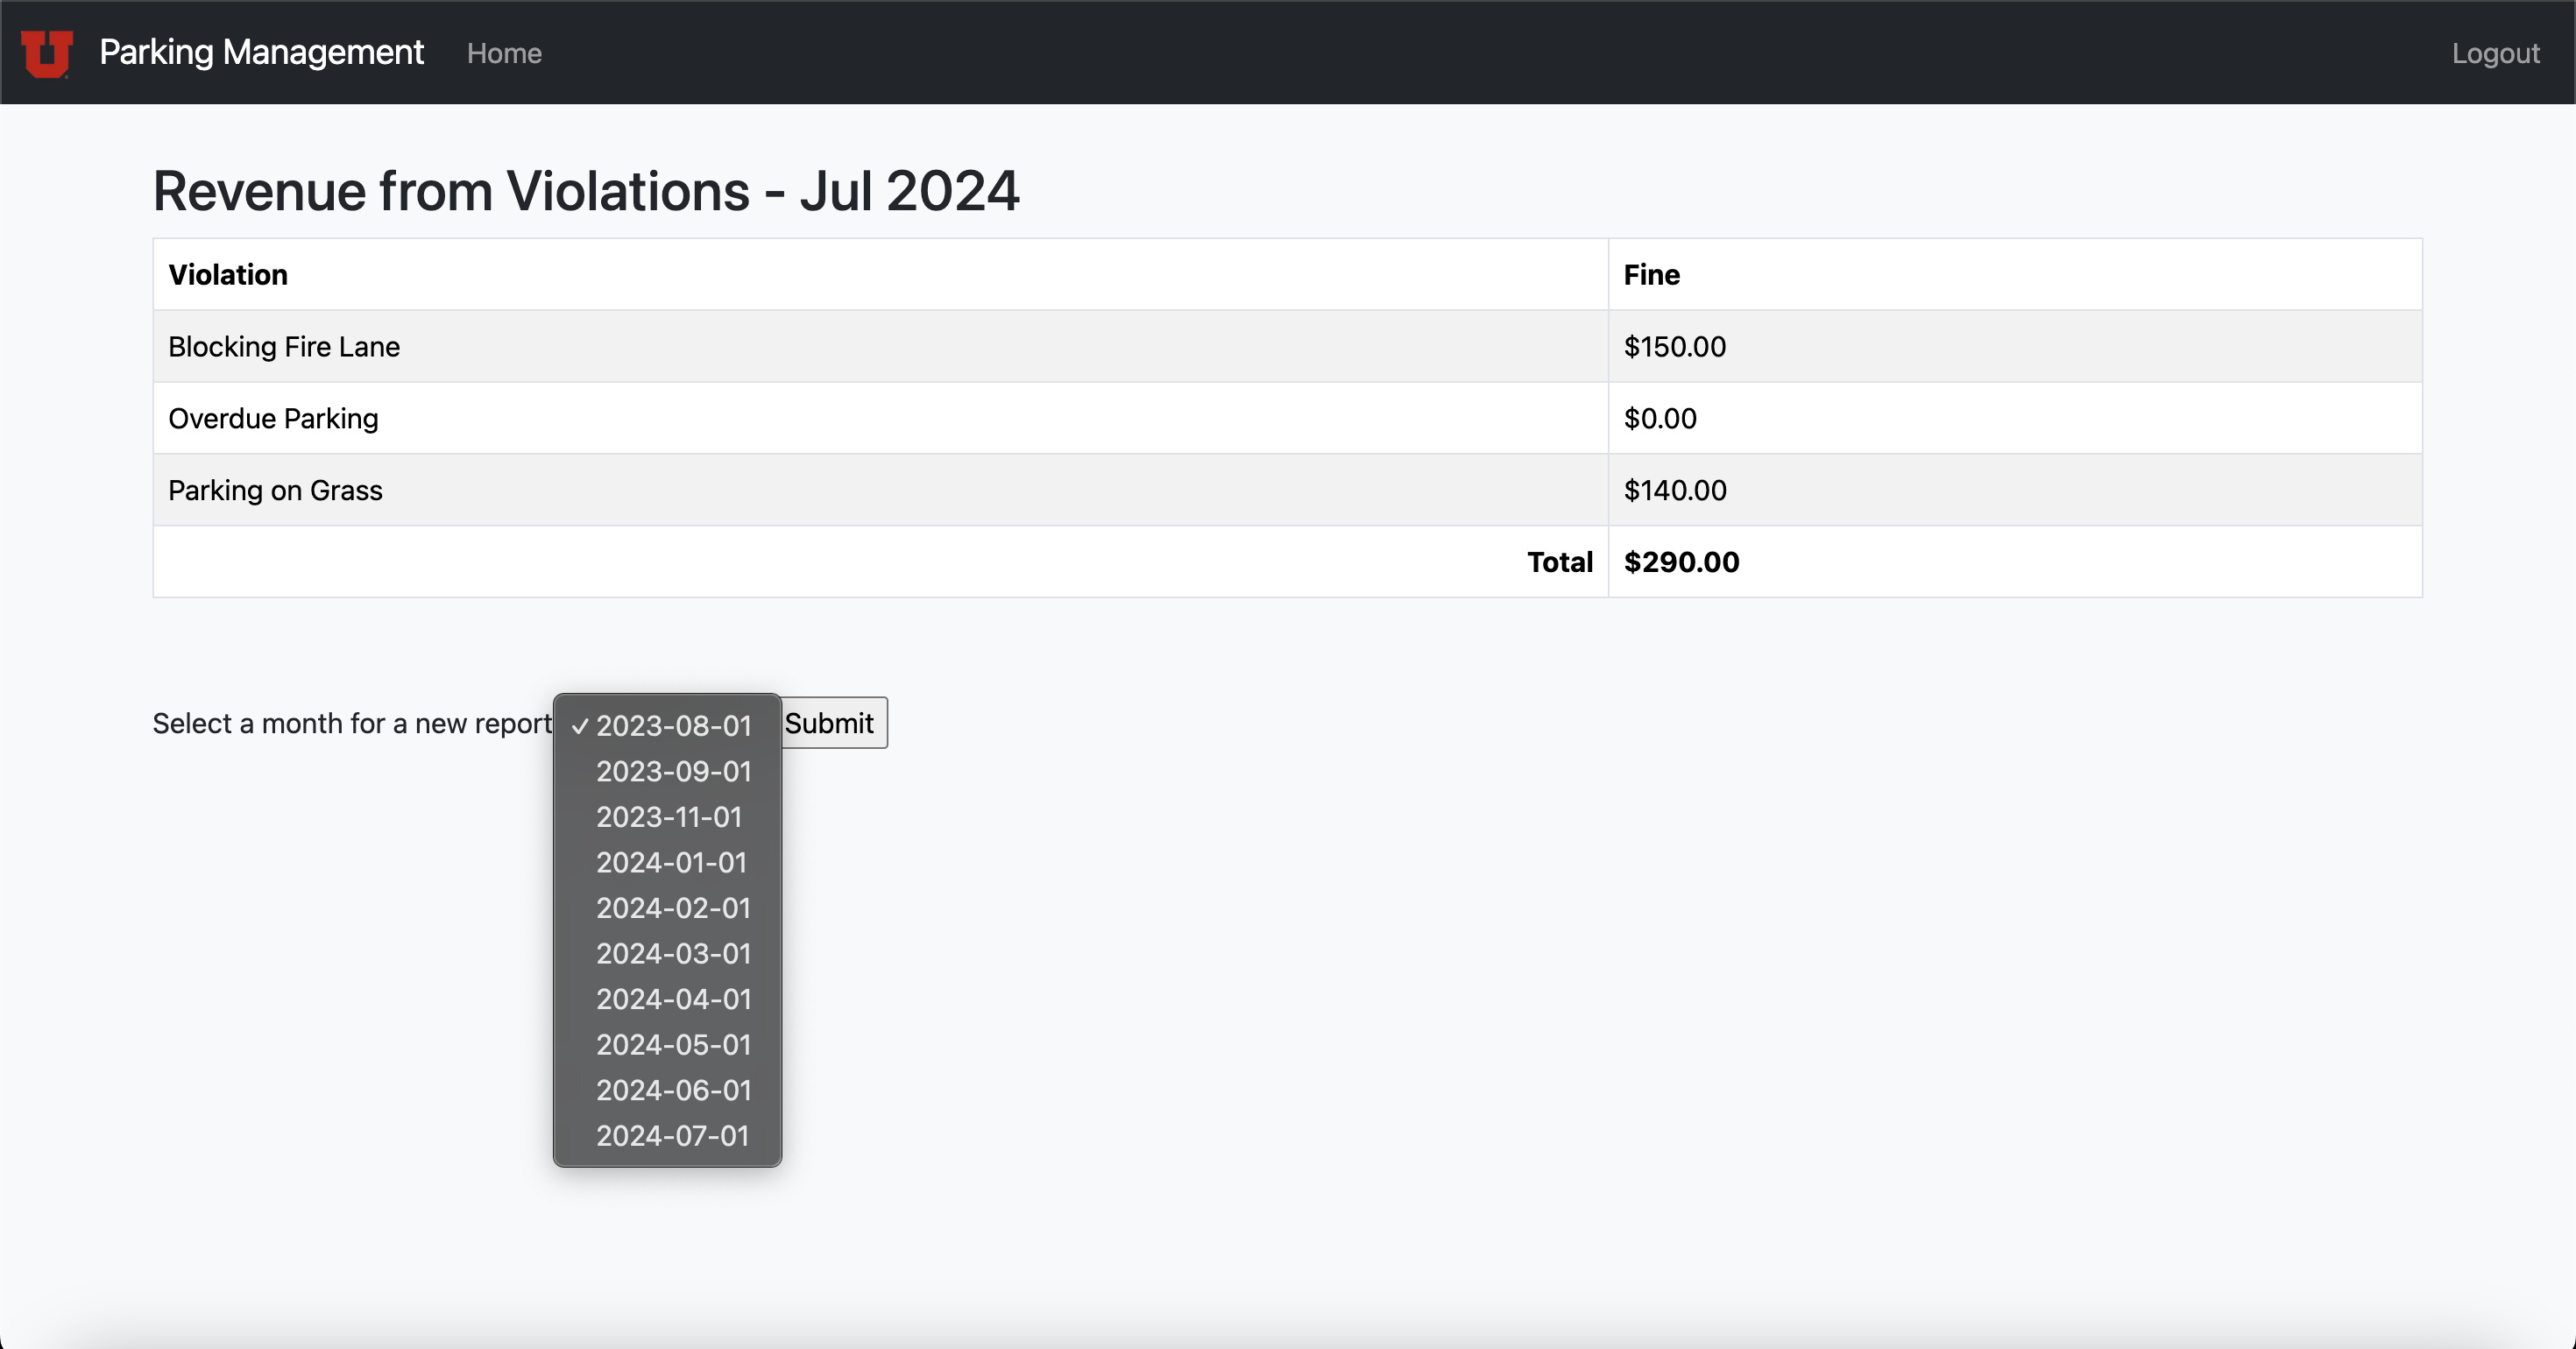 U Parking Management Home Logout
Revenue from Violations - Jul 2024
Violation Fine
Blocking Fire Lane $150.00
Overdue Parking $0.00
Parking on Grass $140.00
Total $290.00
Select a month for a new report ✓ 2023-08-01 Submit
2023-09-01
2023-11-01
2024-01-01
2024-02-01
2024-03-01
2024-04-01
2024-05-01
2024-06-01
2024-07-01